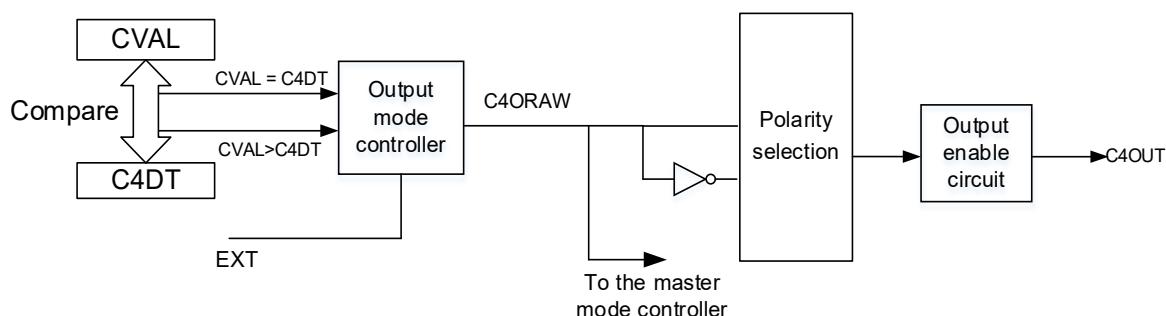 CVAL
Compare
C4DT
CVAL = C4DT
CVAL>C4DT
Output
mode
controller
EXT
C4ORAW
To the master
mode controller
Polarity
selection
Output
enable
circuit
C4OUT